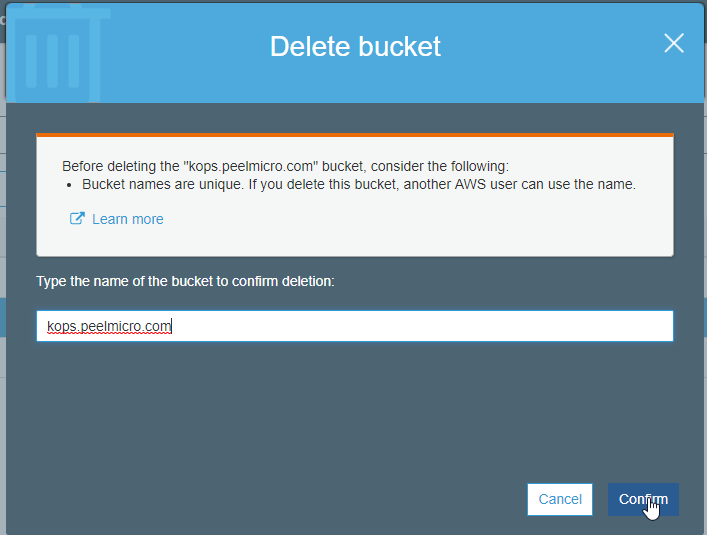 Delete bucket
Before deleting the "kops.peelmicro.com" bucket, consider the following:
• Bucket names are unique. If you delete this bucket, another AWS user can use the name.
Learn more
Type the name of the bucket to confirm deletion:
kops.peelmicro.com
Cancel Confirm